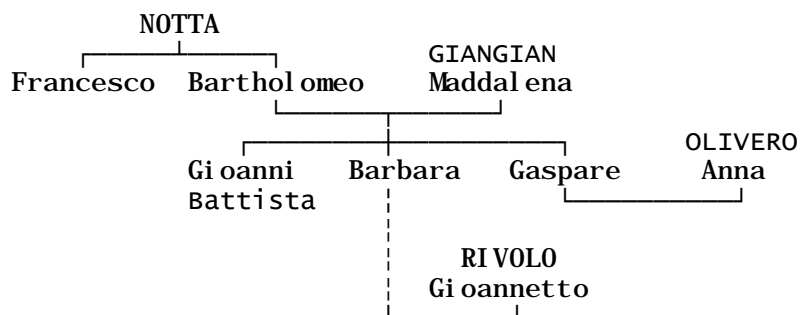 NOTTA
GIANGIAN
Francesco Bartholomeo Maddalena
OLIVERO
Gioanni Barbara Gaspare Anna
Battista
RIVOLO
Gioannetto